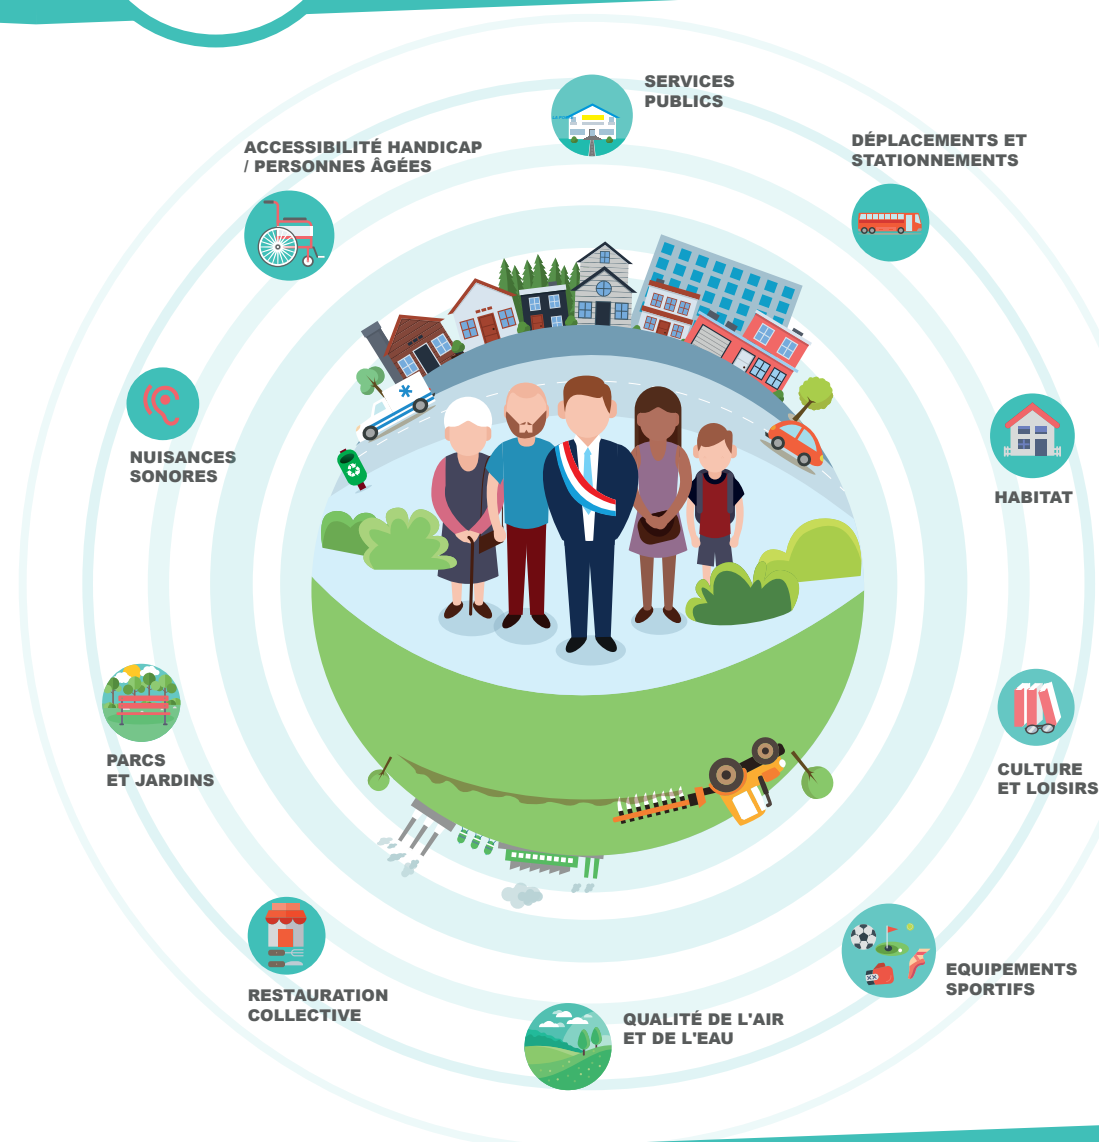 SERVICES
PUBLICS
DÉPLACEMENTS ET
STATIONNEMENTS
ACCESSIBILITÉ HANDICAP
/ PERSONNES ÂGÉES
NUISANCES
SONORES
HABITAT
PARCS
ET JARDINS
CULTURE
ET LOISIRS
EQUIPEMENTS
SPORTIFS
RESTAURATION
COLLECTIVE
QUALITÉ DE L'AIR
ET DE L'EAU